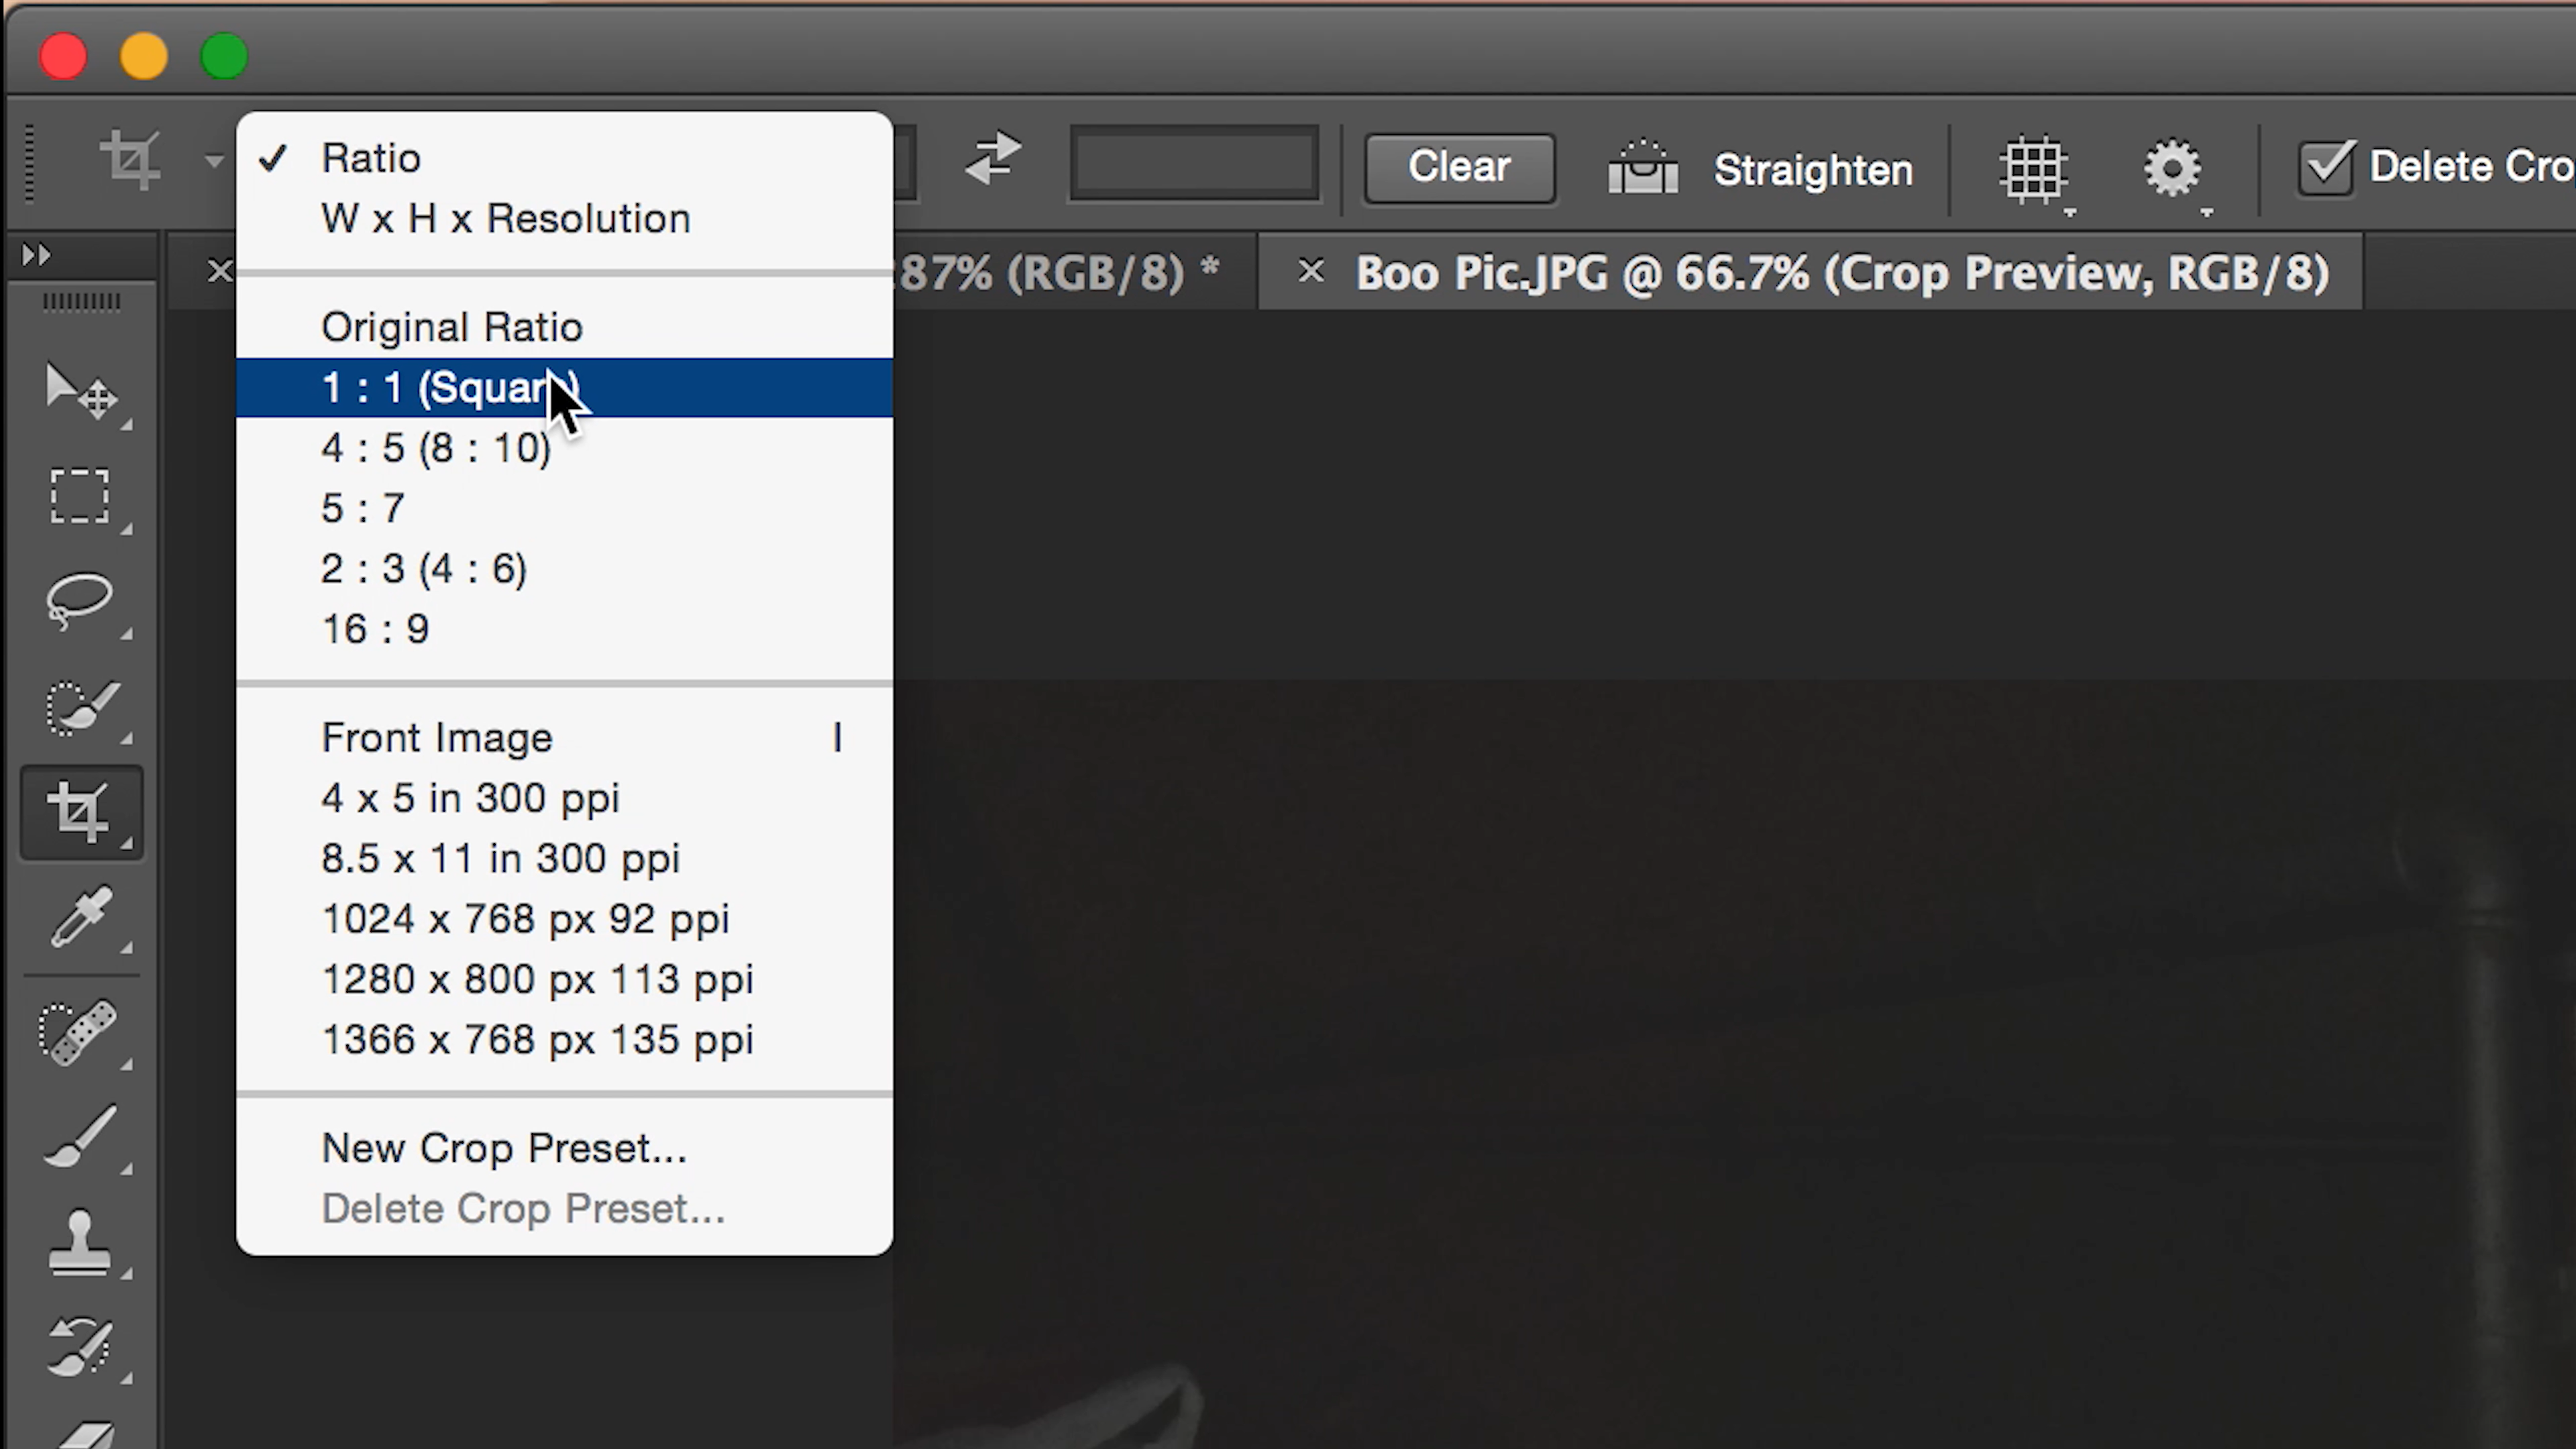 ✓ Ratio
W x H x Resolution
Clear
Straighten
Delete Cro
87% (RGB/8) *
× Boo Pic.JPG @ 66.7% (Crop Preview, RGB/8)
Original Ratio
1 : 1 (Square)
4 : 5 (8 : 10)
5 : 7
2 : 3 (4 : 6)
16 : 9
Front Image I
4 x 5 in 300 ppi
8.5 x 11 in 300 ppi
1024 x 768 px 92 ppi
1280 x 800 px 113 ppi
1366 x 768 px 135 ppi
New Crop Preset...
Delete Crop Preset...